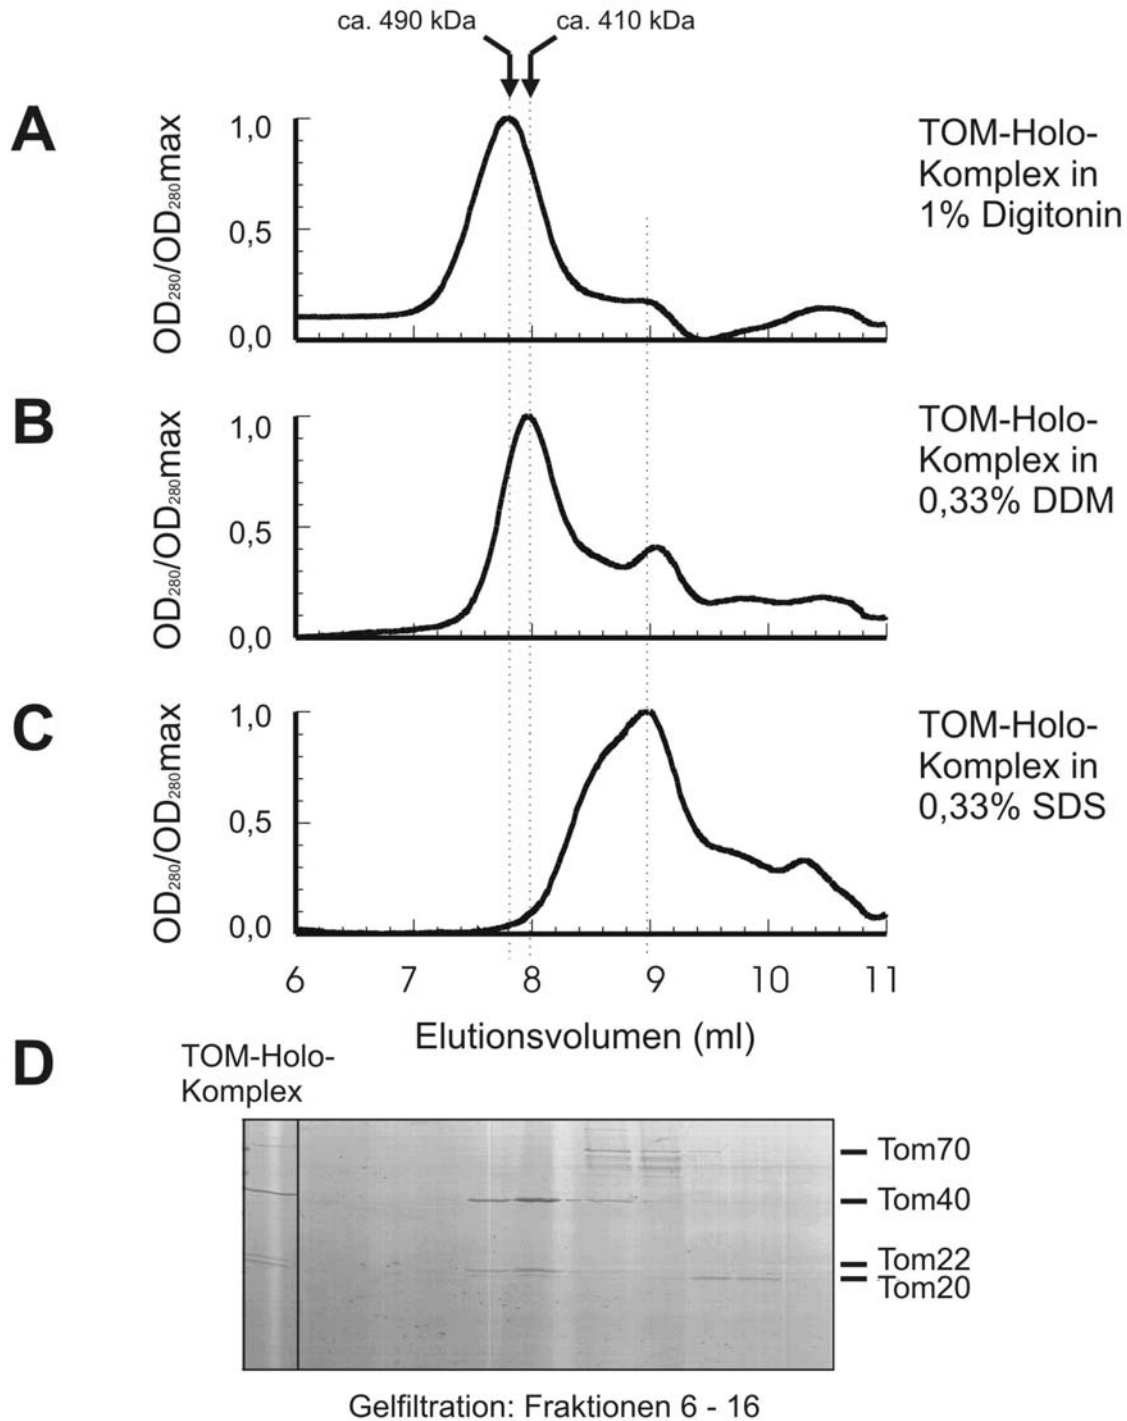 ca. 490 kDa
ca. 410 kDa
A
OD280/OD280max
1,0
0,5
0,0
TOM-Holo-
Komplex in
1% Digitonin
B
OD280/OD280max
1,0
0,5
0,0
TOM-Holo-
Komplex in
0,33% DDM
C
OD280/OD280max
1,0
0,5
0,0
TOM-Holo-
Komplex in
0,33% SDS
6 7 8 9 10 11
Elutionsvolumen (ml)
D
TOM-Holo-
Komplex
Tom70
Tom40
Tom22
Tom20
Gelfiltration: Fraktionen 6 - 16